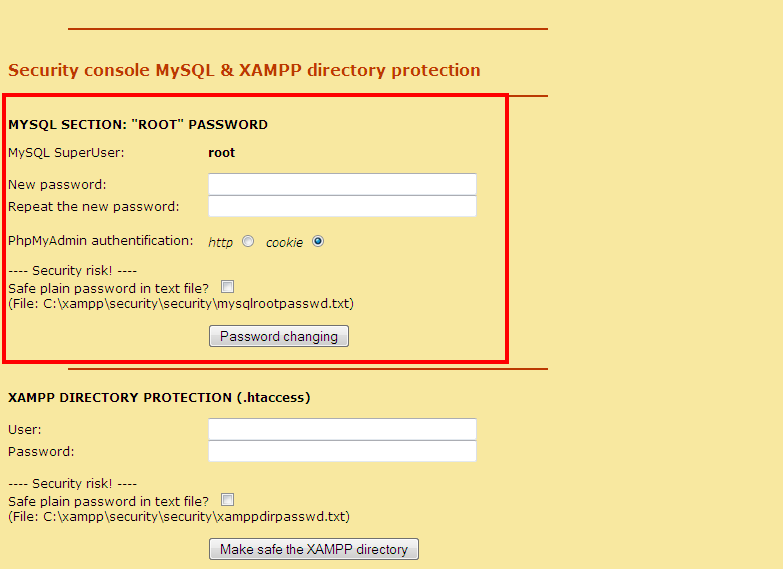 Security console MySQL & XAMPP directory protection
MYSQL SECTION: "ROOT" PASSWORD
MySQL SuperUser: root
New password:
Repeat the new password:
PhpMyAdmin authentification: http cookie
---- Security risk! ----
Safe plain password in text file?
(File: C:\xampp\security\security\mysqlrootpasswd.txt)
Password changing
XAMPP DIRECTORY PROTECTION (.htaccess)
User:
Password:
---- Security risk! ----
Safe plain password in text file?
(File: C:\xampp\security\security\xamppdirpasswd.txt)
Make safe the XAMPP directory